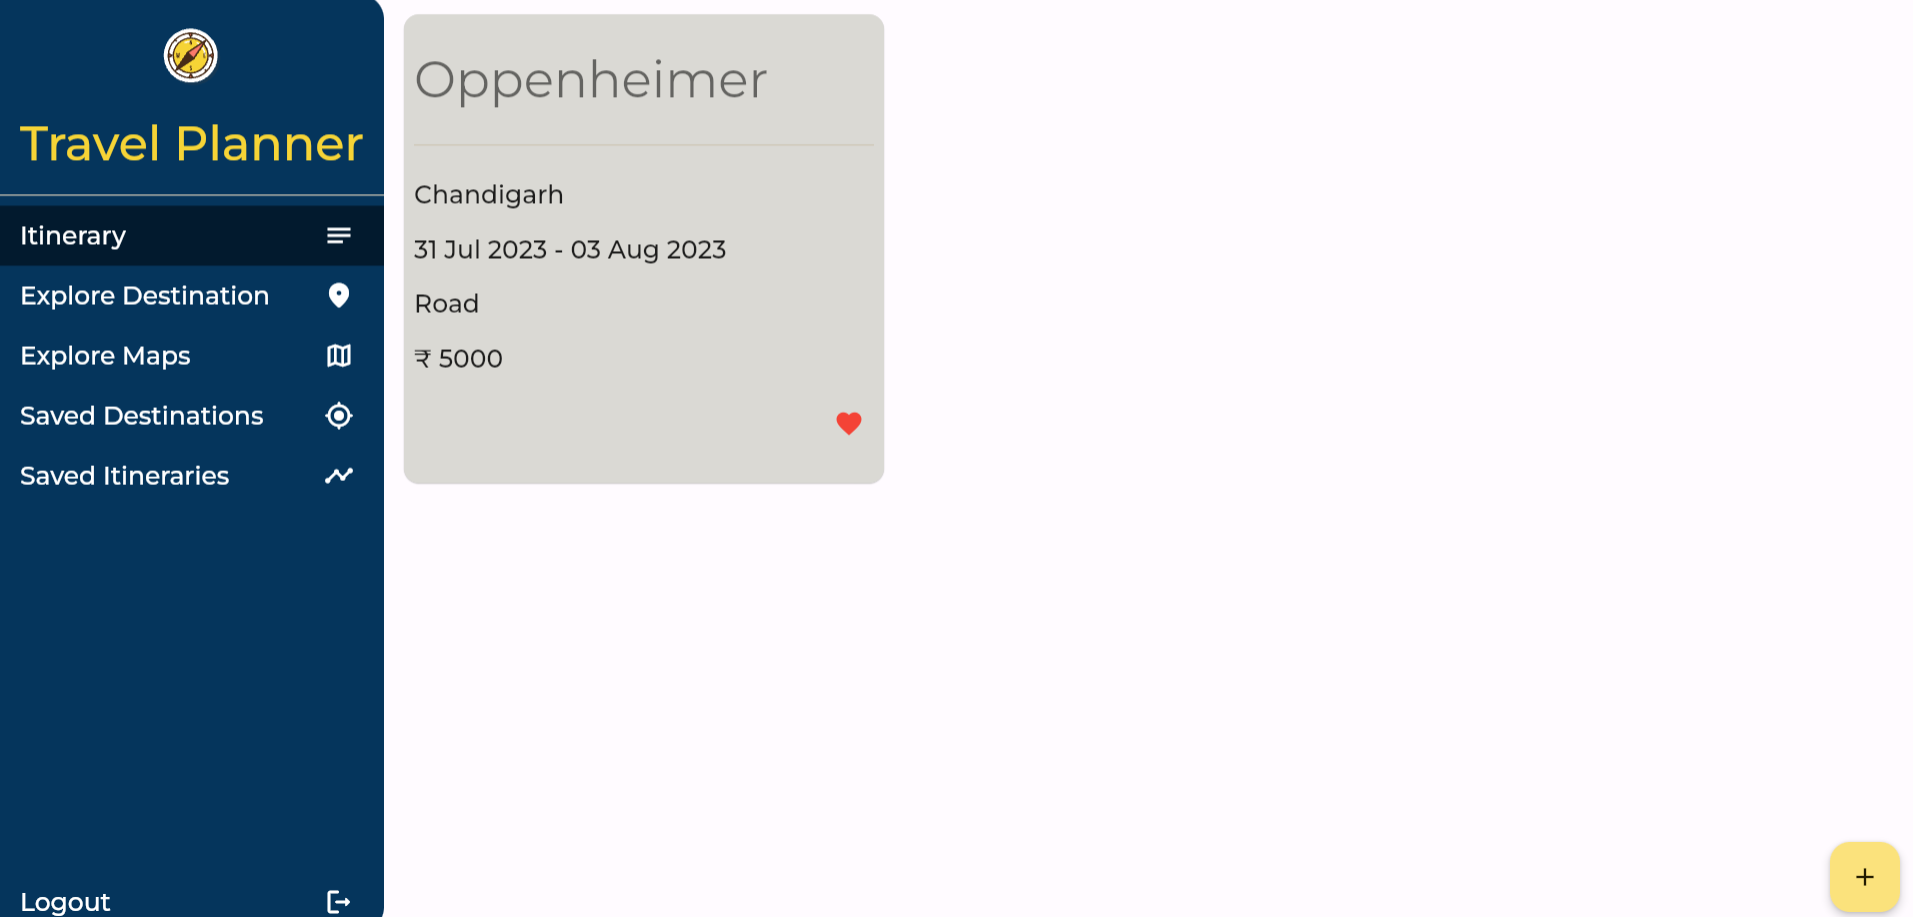 Travel Planner
Itinerary
Explore Destination
Explore Maps
Saved Destinations
Saved Itineraries
Logout
Oppenheimer
Chandigarh
31 Jul 2023 - 03 Aug 2023
Road
₹ 5000
+